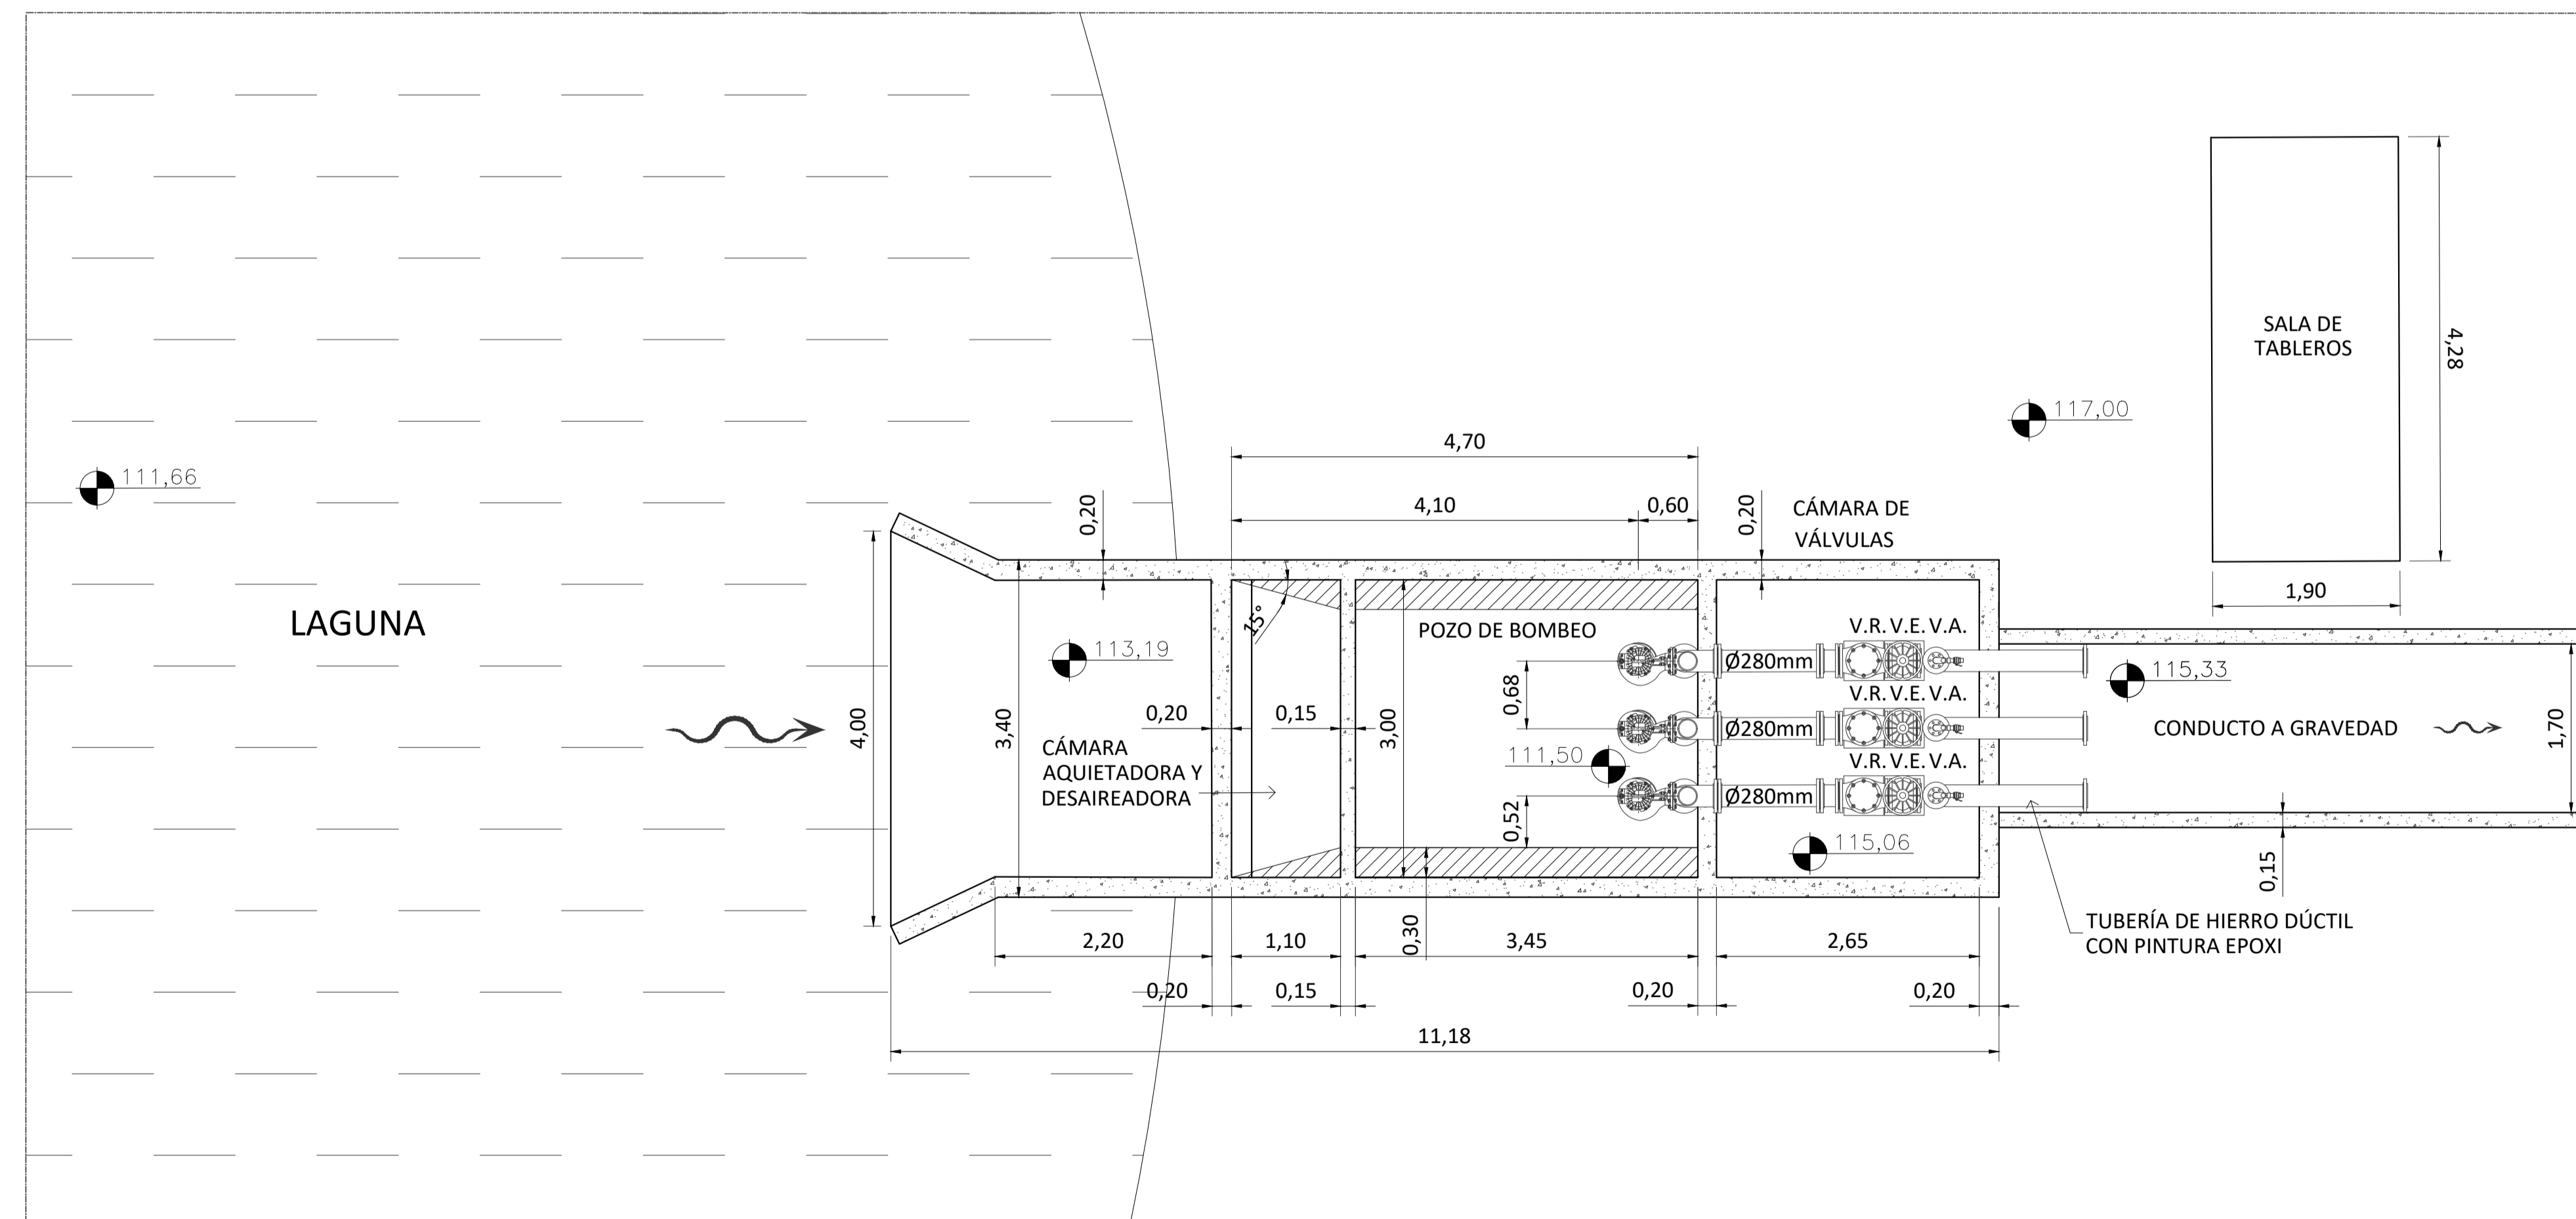 SALA DE
TABLEROS
4,28
1,90
117,00
111,66
4,70
4,10
0,60
0,20
0,20
CÁMARA DE
VÁLVULAS
LAGUNA
15°
POZO DE BOMBEO
V.R. V.E. V.A.
113,19
Ø280mm
115,33
0,68
V.R. V.E. V.A.
4,00
3,40
0,20
0,15
3,00
Ø280mm
CONDUCTO A GRAVEDAD
1,70
CÁMARA
AQUIETADORA Y
DESAIREADORA
111,50
V.R. V.E. V.A.
Ø280mm
0,52
115,06
0,15
TUBERÍA DE HIERRO DÚCTIL
CON PINTURA EPOXI
2,20
1,10
0,30
3,45
2,65
0,20
0,15
0,20
0,20
11,18